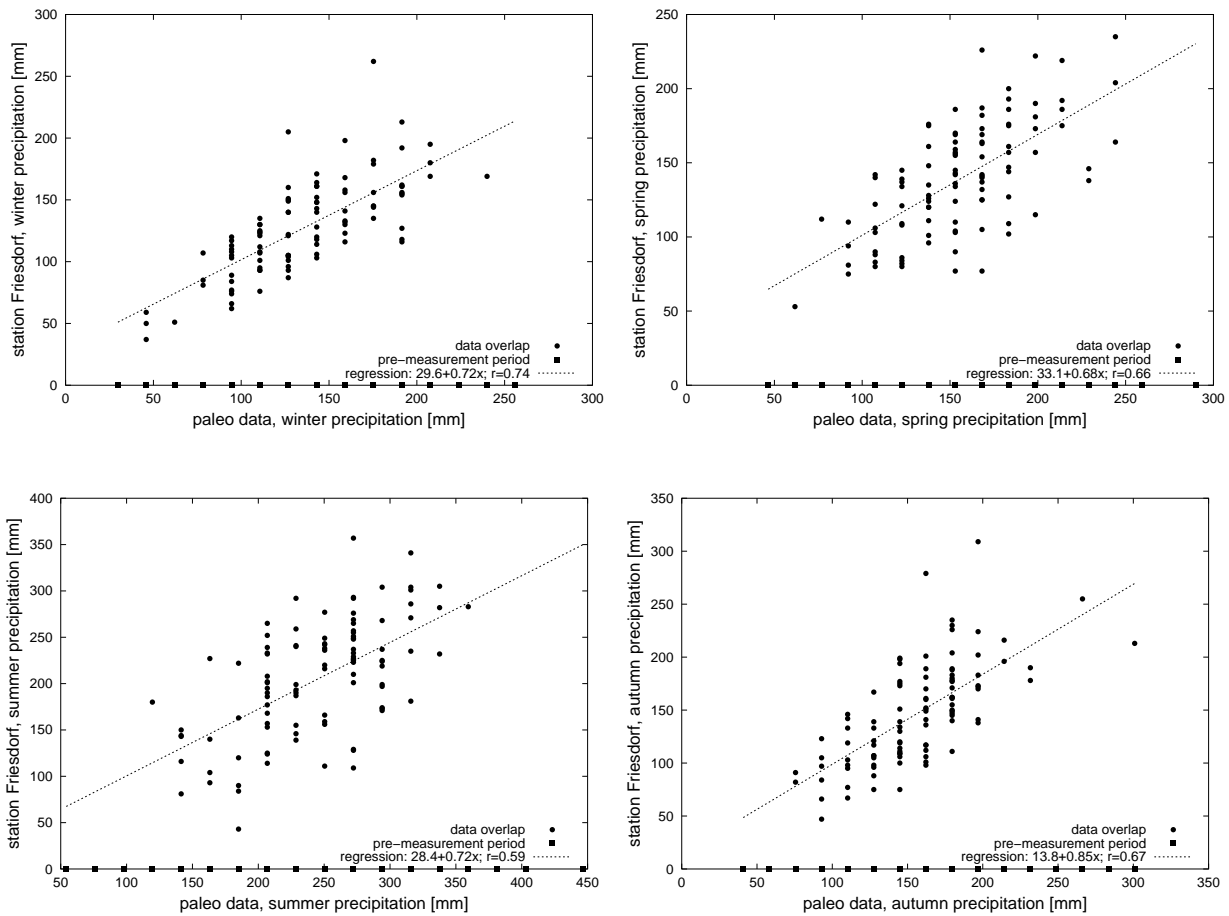 300
250
200
150
100
50
0
station Friesdorf, winter precipitation [mm]
data overlap
pre−measurement period
regression: 29.6+0.72x; r=0.74
0 50 100 150 200 250 300
paleo data, winter precipitation [mm]
250
200
150
100
50
0
station Friesdorf, spring precipitation [mm]
data overlap
pre−measurement period
regression: 33.1+0.68x; r=0.66
0 50 100 150 200 250 300
paleo data, spring precipitation [mm]
400
350
300
250
200
150
100
50
0
station Friesdorf, summer precipitation [mm]
data overlap
pre−measurement period
regression: 28.4+0.72x; r=0.59
50 100 150 200 250 300 350 400 450
paleo data, summer precipitation [mm]
350
300
250
200
150
100
50
0
station Friesdorf, autumn precipitation [mm]
data overlap
pre−measurement period
regression: 13.8+0.85x; r=0.67
0 50 100 150 200 250 300 350
paleo data, autumn precipitation [mm]